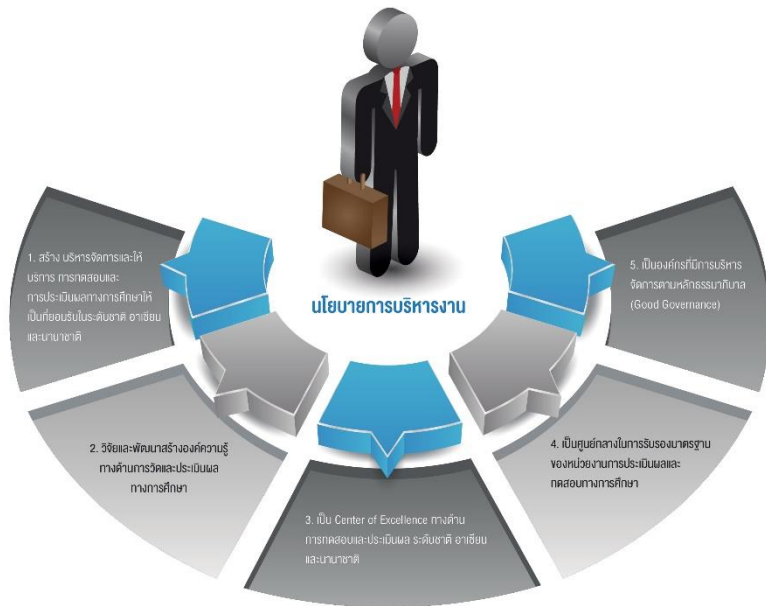 นโยบายการบริหารงาน
1. สร้าง บริหารจัดการและให้
บริการ การทดสอบและ
การประเมินผลทางการศึกษาให้
เป็นที่ยอมรับในระดับชาติ อาเซียน
และนานาชาติ
2. วิจัยและพัฒนาสร้างองค์ความรู้
ทางด้านการวัดและประเมินผล
ทางการศึกษา
3. เป็น Center of Excellence ทางด้าน
การทดสอบและประเมินผล ระดับชาติ อาเซียน
และนานาชาติ
4. เป็นศูนย์กลางในการรับรองมาตรฐาน
ของหน่วยงานการประเมินผลและ
ทดสอบทางการศึกษา
5. เป็นองค์กรที่มีการบริหาร
จัดการตามหลักธรรมาภิบาล
(Good Governance)